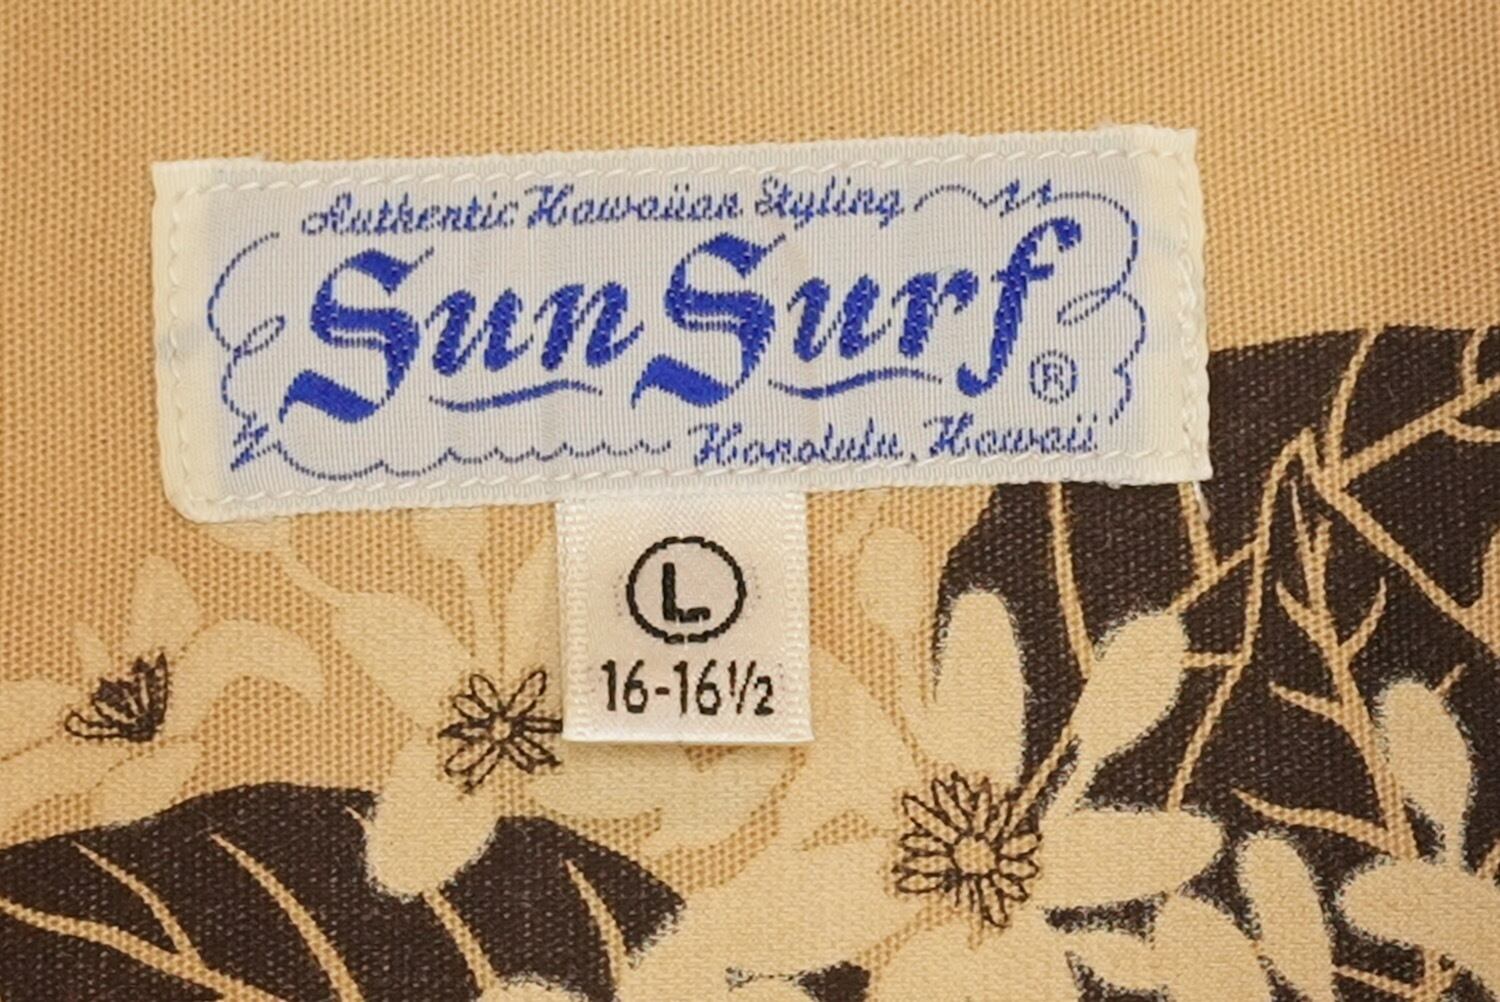 Authentic Hawaiian Styling
Sun Surf ®
Honolulu, Hawaii
L
16-16½